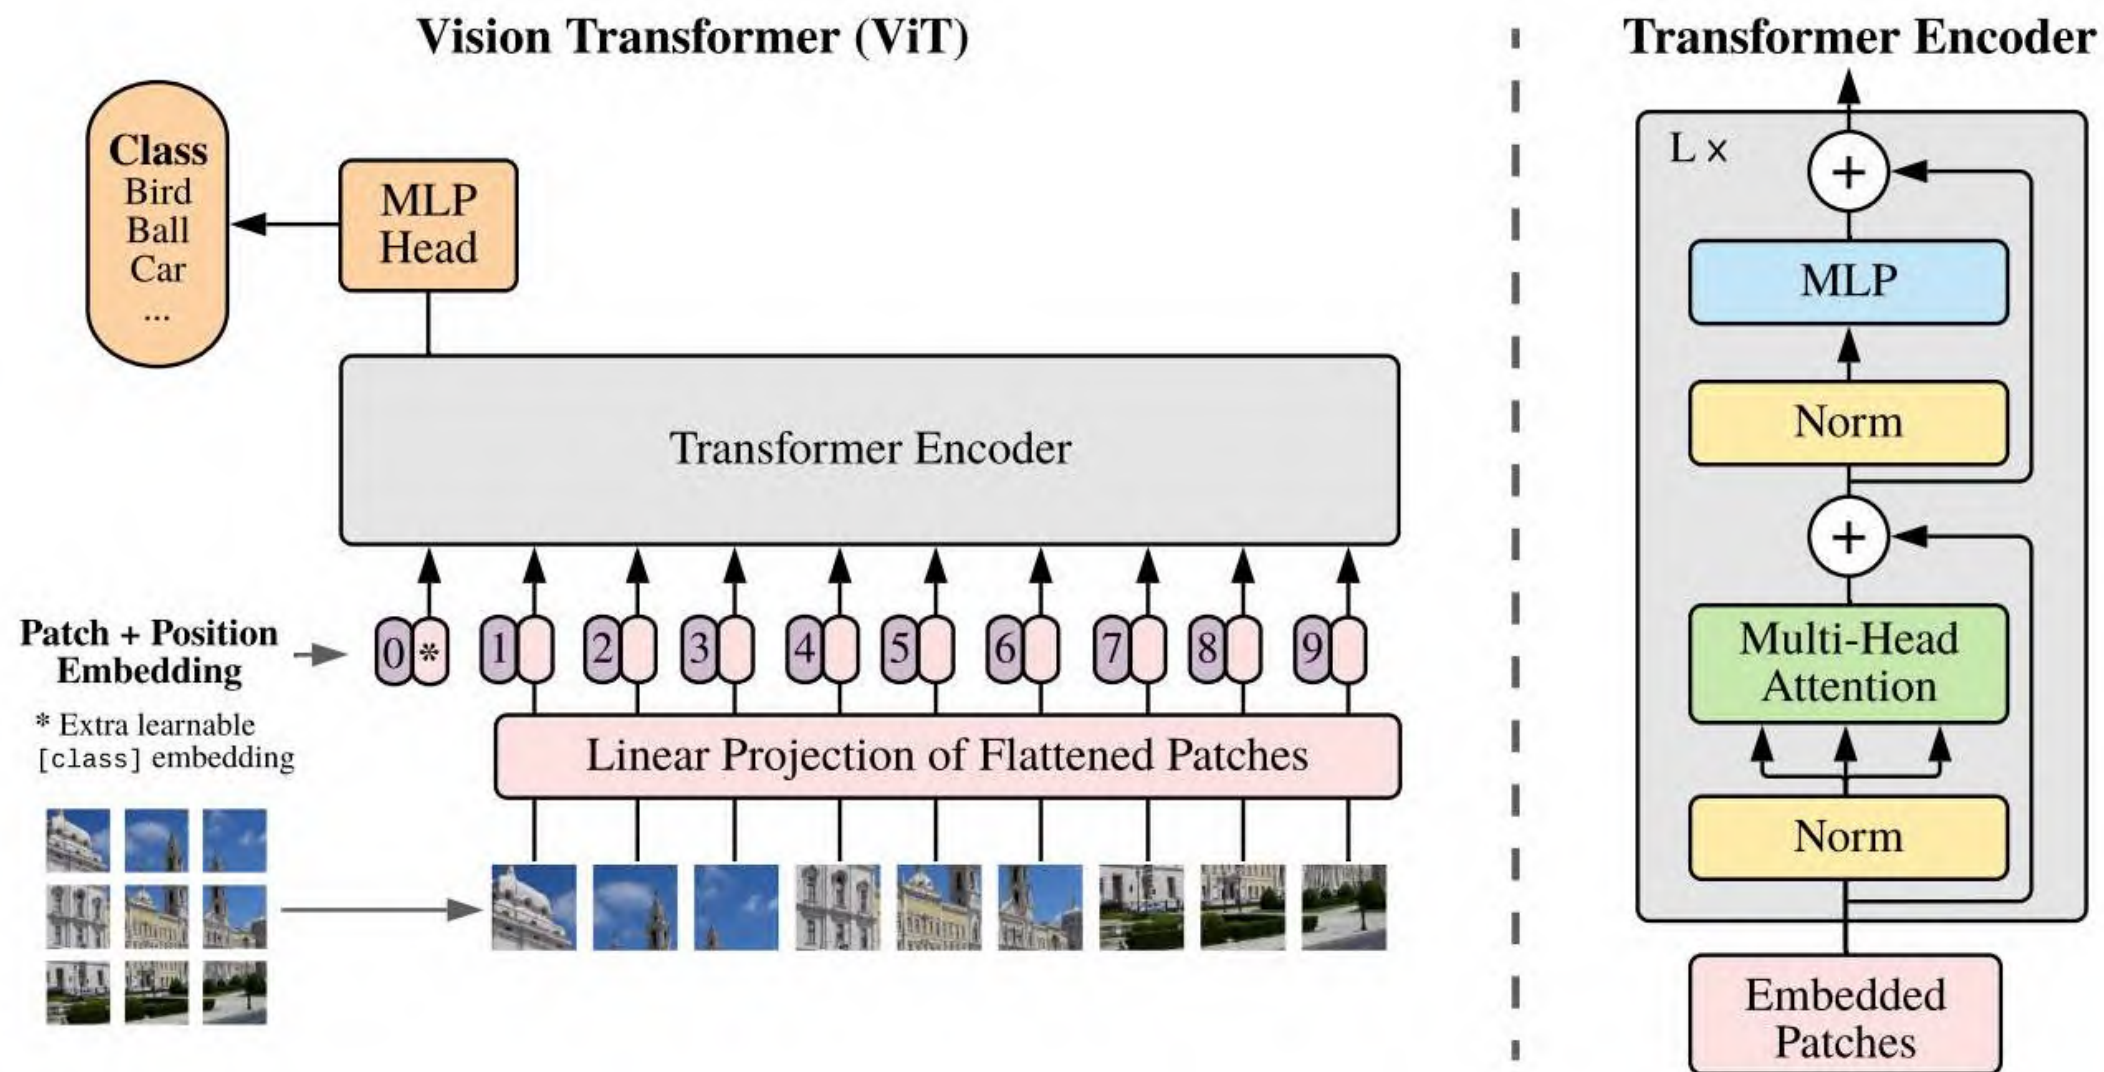 Vision Transformer (ViT)
Class
Bird
Ball
Car
...
MLP
Head
Transformer Encoder
Patch + Position
Embedding
0 * 1 2 3 4 5 6 7 8 9
* Extra learnable
[class] embedding
Linear Projection of Flattened Patches
Transformer Encoder
L x
+
MLP
Norm
+
Multi-Head
Attention
Norm
Embedded
Patches